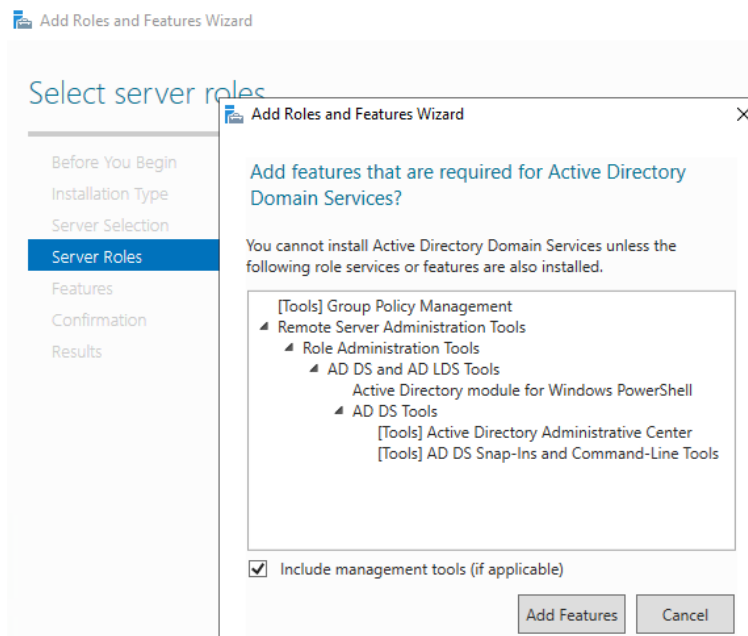 Add Roles and Features Wizard
Select server roles
Add Roles and Features Wizard
Before You Begin
Installation Type
Server Selection
Server Roles
Features
Confirmation
Results
Add features that are required for Active Directory
Domain Services?
You cannot install Active Directory Domain Services unless the
following role services or features are also installed.
[Tools] Group Policy Management
Remote Server Administration Tools
Role Administration Tools
AD DS and AD LDS Tools
Active Directory module for Windows PowerShell
AD DS Tools
[Tools] Active Directory Administrative Center
[Tools] AD DS Snap-Ins and Command-Line Tools
Include management tools (if applicable)
Add Features
Cancel